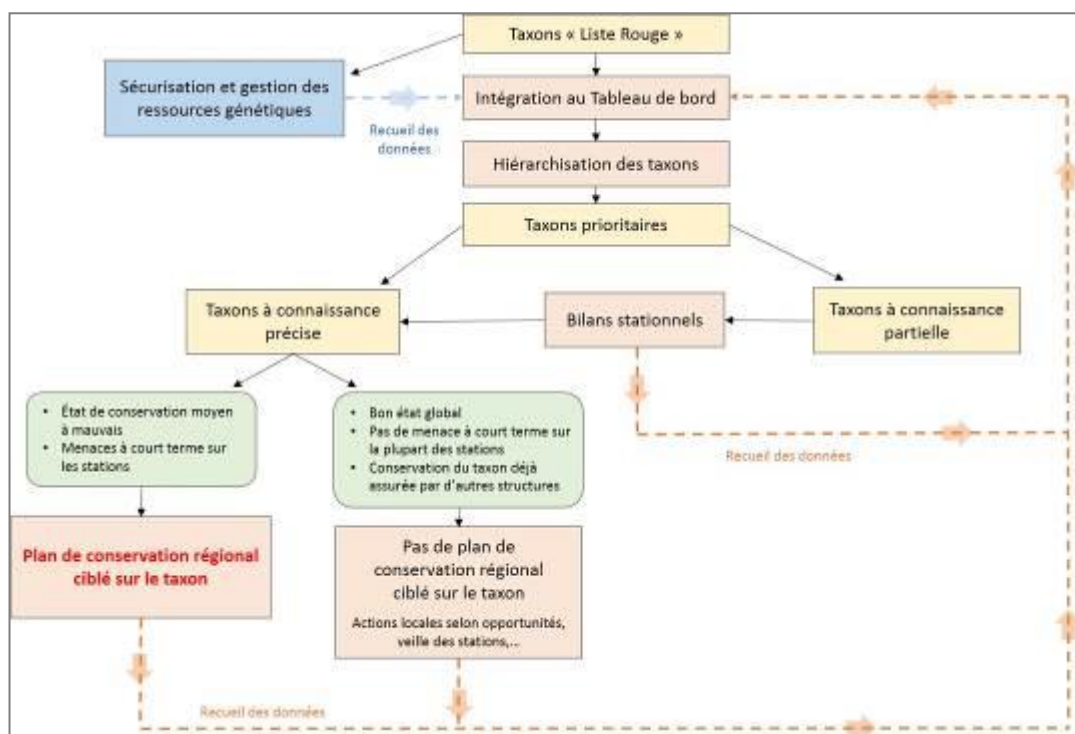 Taxons « Liste Rouge »
Sécurisation et gestion des
ressources génétiques
Intégration au Tableau de bord
Recueil des
données
Hiérarchisation des taxons
Taxons prioritaires
Taxons à connaissance
précise
Bilans stationnels
Taxons à connaissance
partielle
• État de conservation moyen
à mauvais
• Menaces à court terme sur
les stations
• Bon état global
• Pas de menace à court terme sur
la plupart des stations
• Conservation du taxon déjà
assurée par d'autres structures
Recueil des données
Plan de conservation régional
ciblé sur le taxon
Pas de plan de
conservation régional
ciblé sur le taxon
Actions locales selon opportunités,
veille des stations,...
Recueil des données